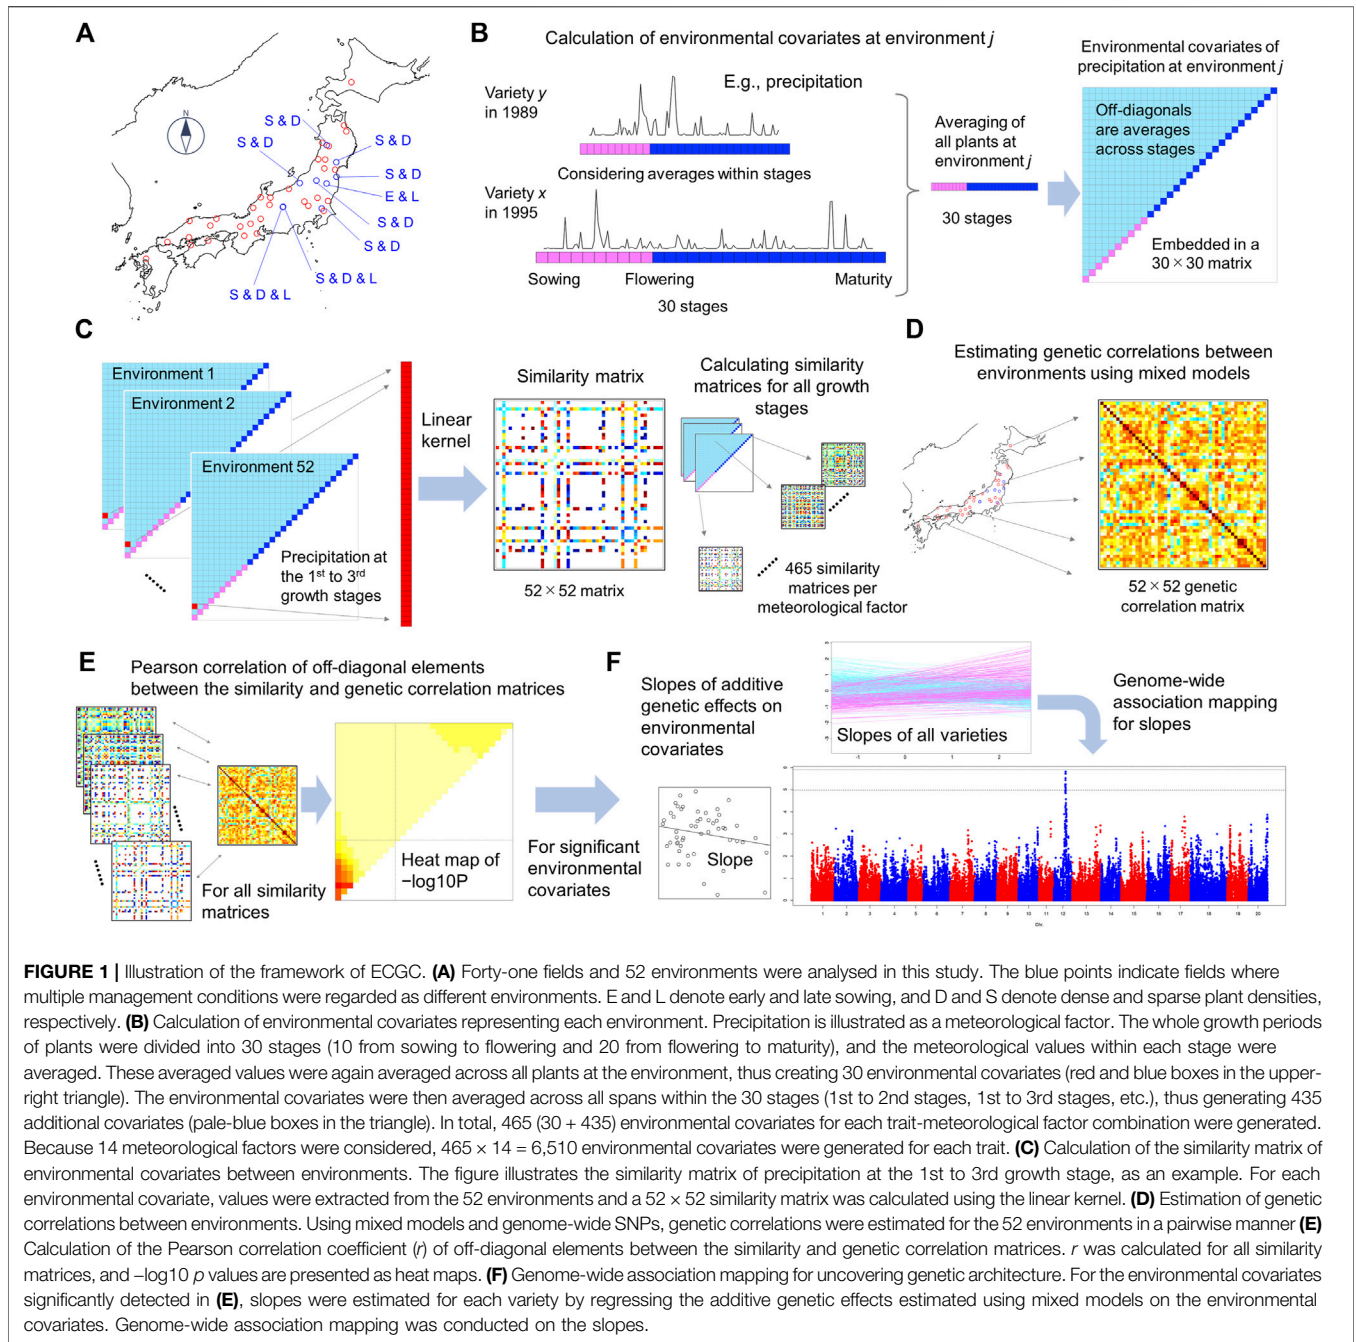 A
N
S & D
S & D
S & D
S & D
E & L
S & D
S & D
S & D & L
S & D & L
B
Calculation of environmental covariates at environment j
Variety y
in 1989
E.g., precipitation
Considering averages within stages
Variety x
in 1995
Sowing
Flowering
Maturity
30 stages
Averaging of
all plants at
environment j
30 stages
Environmental covariates of
precipitation at environment j
Off-diagonals
are averages
across stages
Embedded in a
30 × 30 matrix
C
Environment 1
Environment 2
Environment 52
Precipitation at
the 1st to 3rd
growth stages
Linear
kernel
Similarity matrix
52 × 52 matrix
Calculating similarity
matrices for all growth
stages
465 similarity
matrices per
meteorological factor
D
Estimating genetic correlations between
environments using mixed models
52 × 52 genetic
correlation matrix
E
Pearson correlation of off-diagonal elements
between the similarity and genetic correlation matrices
For all similarity
matrices
Heat map of
−log10P
For significant
environmental
covariates
F
Slopes of additive
genetic effects on
environmental
covariates
Slope
3
2
1
0
-1
-2
-3
Slopes of all varieties
-1 0 1 2
Genome-wide
association mapping
for slopes
6
5
4
3
2
1
0
1 2 3 4 5 6 7 8 9 10 11 12 13 14 15 16 17 18 19 20
Chr.
FIGURE 1 | Illustration of the framework of ECGC. (A) Forty-one fields and 52 environments were analysed in this study. The blue points indicate fields where
multiple management conditions were regarded as different environments. E and L denote early and late sowing, and D and S denote dense and sparse plant densities,
respectively. (B) Calculation of environmental covariates representing each environment. Precipitation is illustrated as a meteorological factor. The whole growth periods
of plants were divided into 30 stages (10 from sowing to flowering and 20 from flowering to maturity), and the meteorological values within each stage were
averaged. These averaged values were again averaged across all plants at the environment, thus creating 30 environmental covariates (red and blue boxes in the upper-
right triangle). The environmental covariates were then averaged across all spans within the 30 stages (1st to 2nd stages, 1st to 3rd stages, etc.), thus generating 435
additional covariates (pale-blue boxes in the triangle). In total, 465 (30 + 435) environmental covariates for each trait-meteorological factor combination were generated.
Because 14 meteorological factors were considered, 465 × 14 = 6,510 environmental covariates were generated for each trait. (C) Calculation of the similarity matrix of
environmental covariates between environments. The figure illustrates the similarity matrix of precipitation at the 1st to 3rd growth stage, as an example. For each
environmental covariate, values were extracted from the 52 environments and a 52 × 52 similarity matrix was calculated using the linear kernel. (D) Estimation of genetic
correlations between environments. Using mixed models and genome-wide SNPs, genetic correlations were estimated for the 52 environments in a pairwise manner (E)
Calculation of the Pearson correlation coefficient (r) of off-diagonal elements between the similarity and genetic correlation matrices. r was calculated for all similarity
matrices, and −log10 p values are presented as heat maps. (F) Genome-wide association mapping for uncovering genetic architecture. For the environmental covariates
significantly detected in (E), slopes were estimated for each variety by regressing the additive genetic effects estimated using mixed models on the environmental
covariates. Genome-wide association mapping was conducted on the slopes.